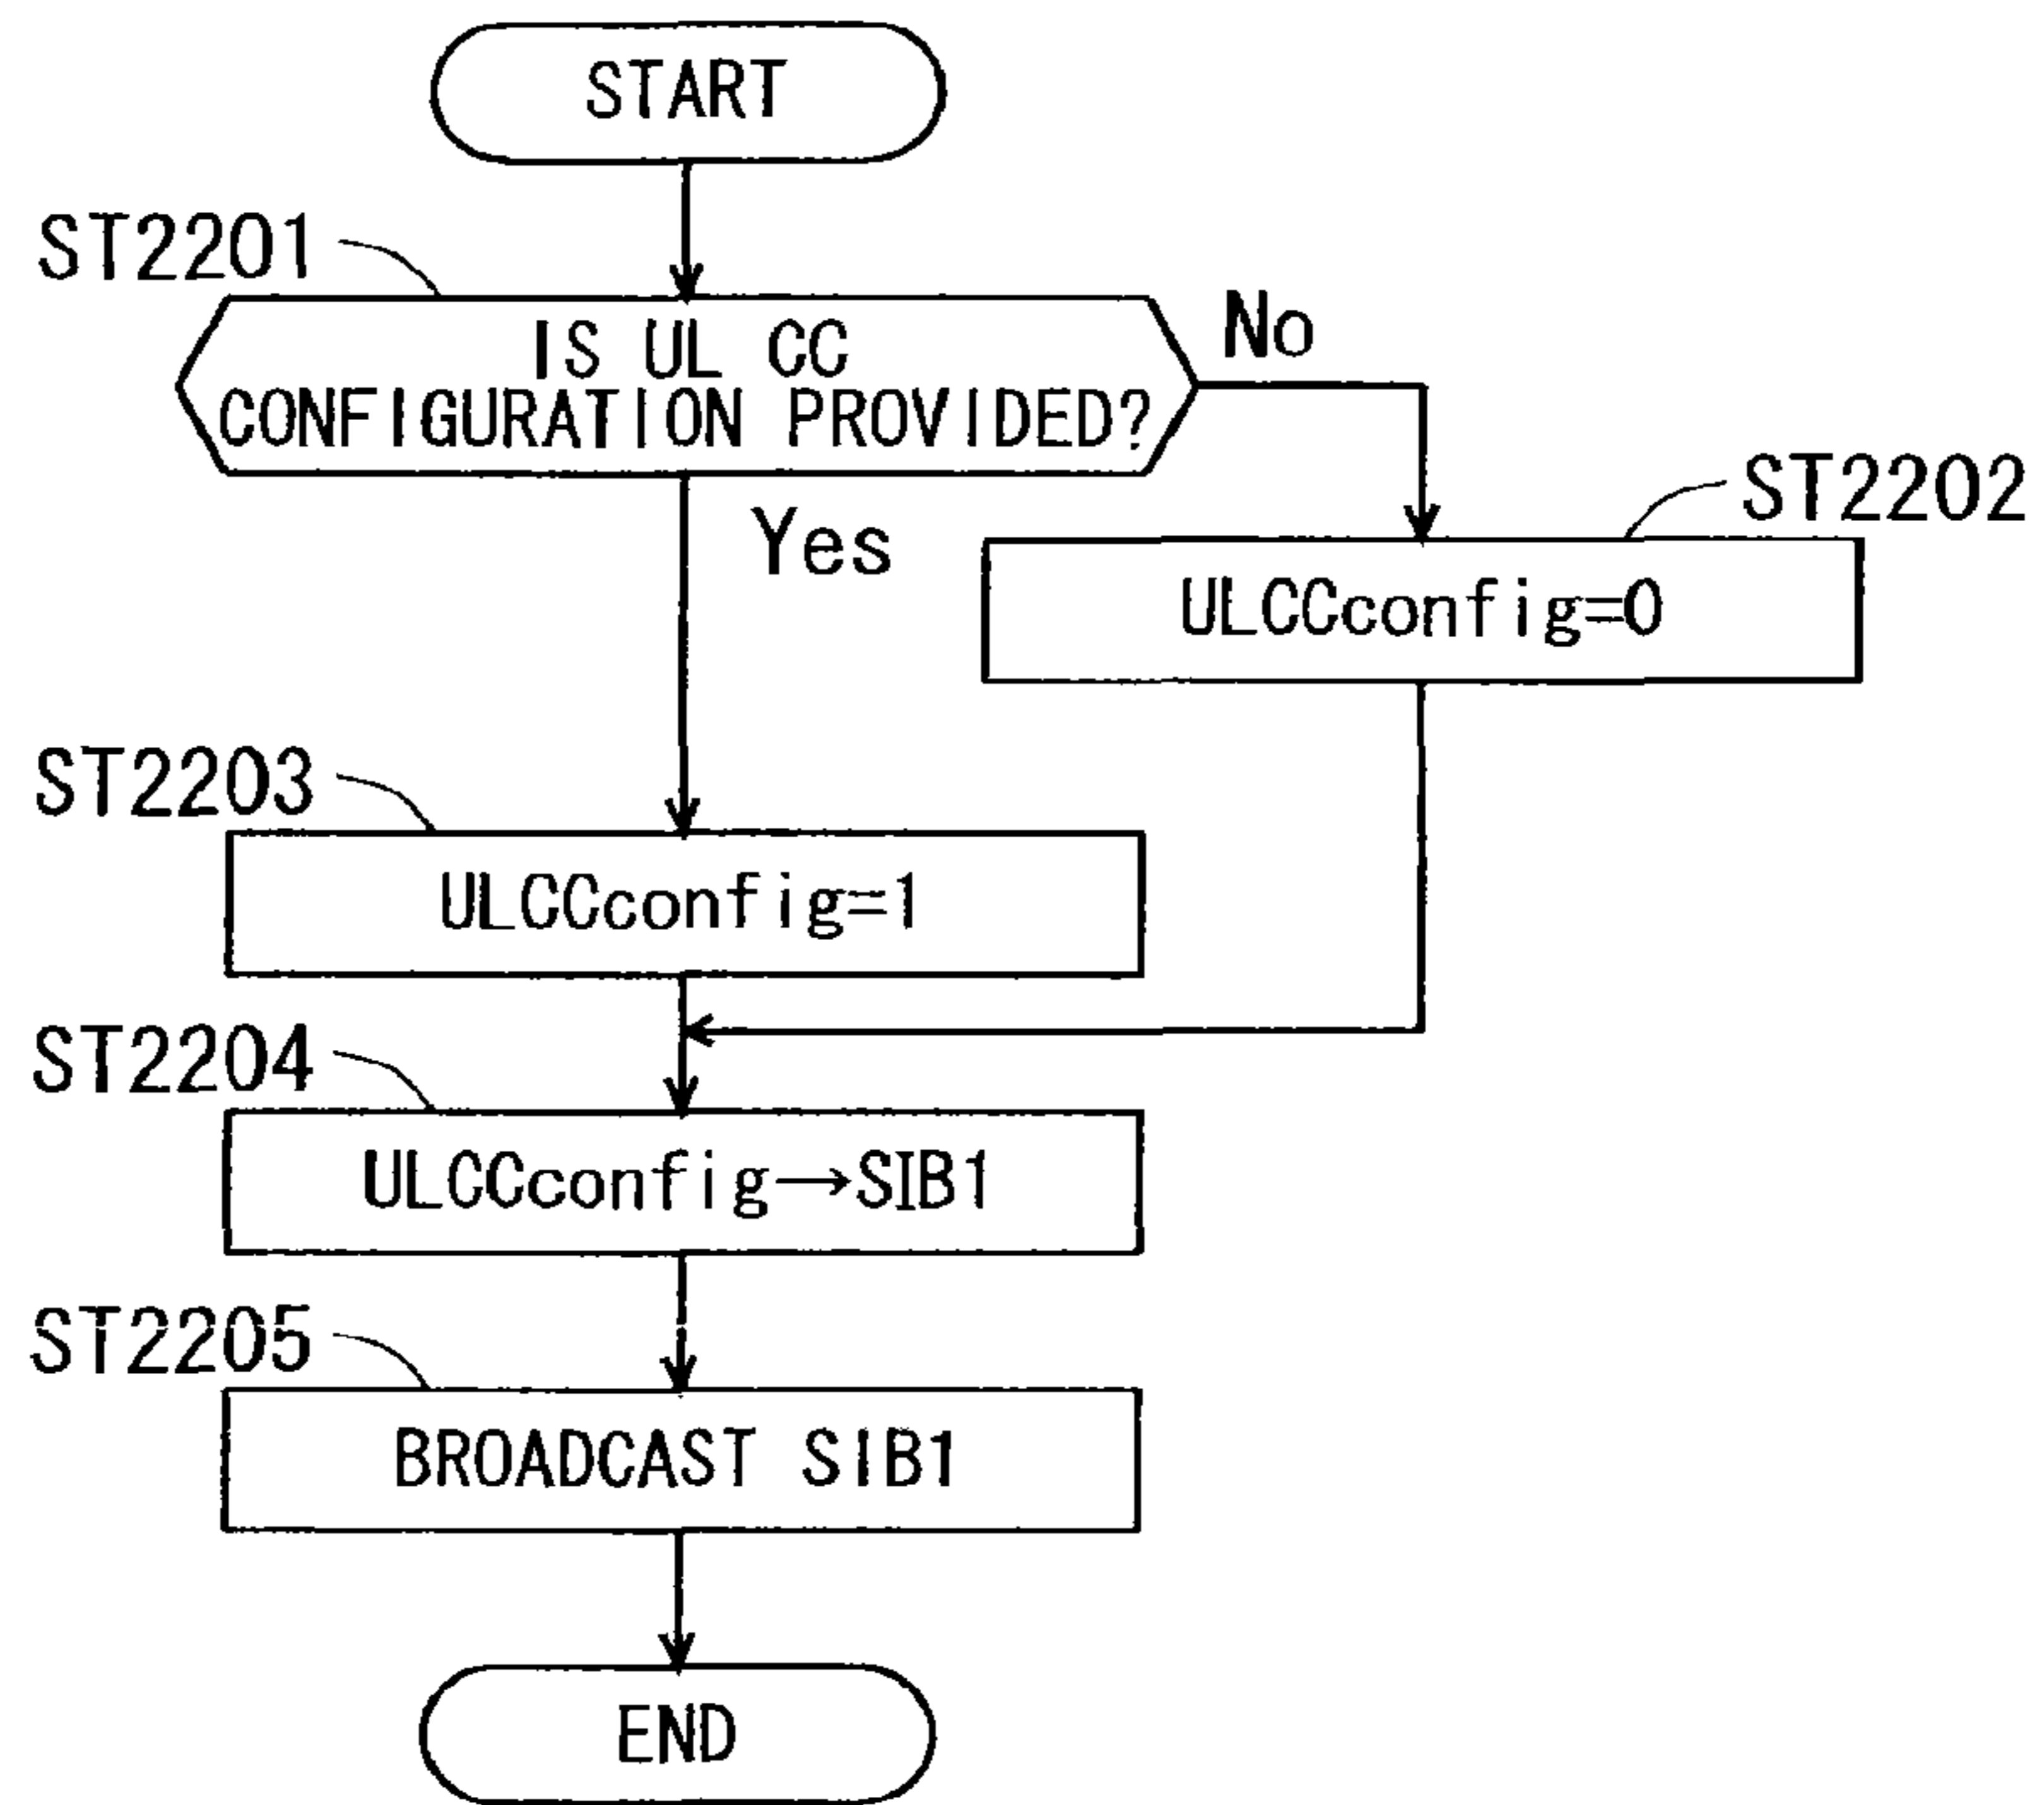 START
ST2201
IS UL CC
CONFIGURATION PROVIDED?
No
Yes
ST2202
ULCCconfig=0
ST2203
ULCCconfig=1
ST2204
ULCCconfig→SIB1
ST2205
BROADCAST SIB1
END